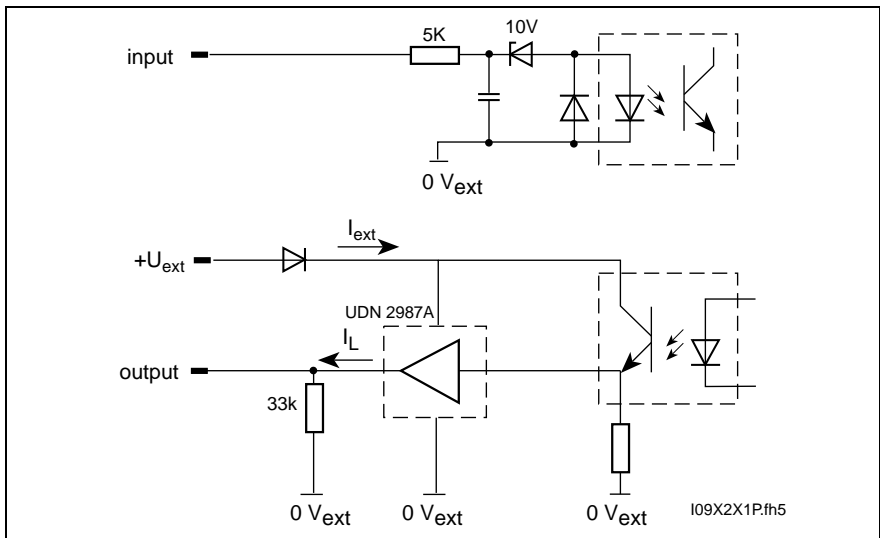 10V
5K
input
0 Vext
Iext
+Uext
UDN 2987A
IL
output
33k
0 Vext
0 Vext
0 Vext
I09X2X1P.fh5